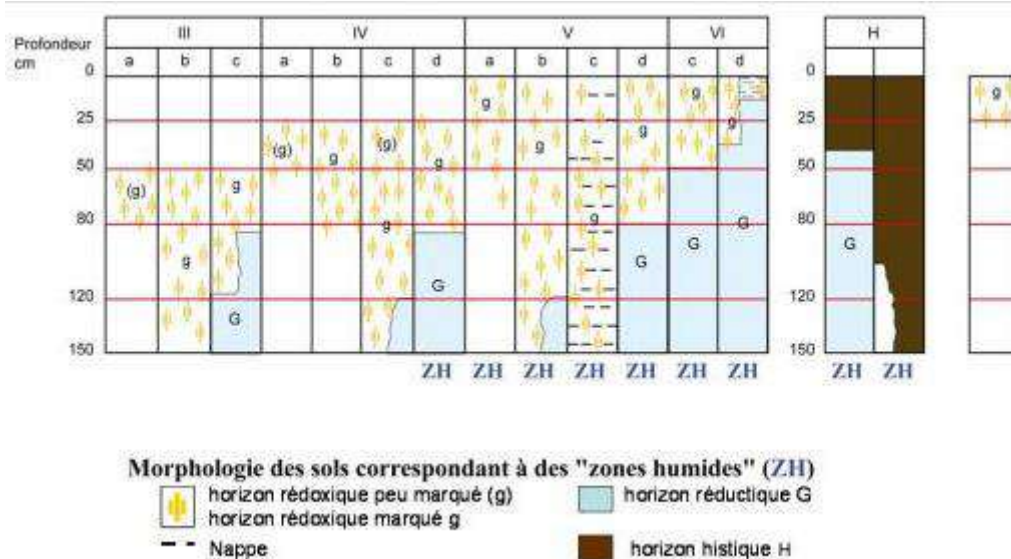 III IV V VI H
Profondeur
cm
a b c a b c d a b c d c d
0 0
25 25
50 50
80 80
120 120
150 150
g g g g
(g) g (g) g g g g
(g) g g
g g g G
g G G G G
G G
ZH ZH ZH ZH ZH ZH ZH ZH ZH
Morphologie des sols correspondant à des "zones humides" (ZH)
horizon rédoxique peu marqué (g)
horizon rédoxique marqué g
horizon réductique G
Nappe
horizon histique H